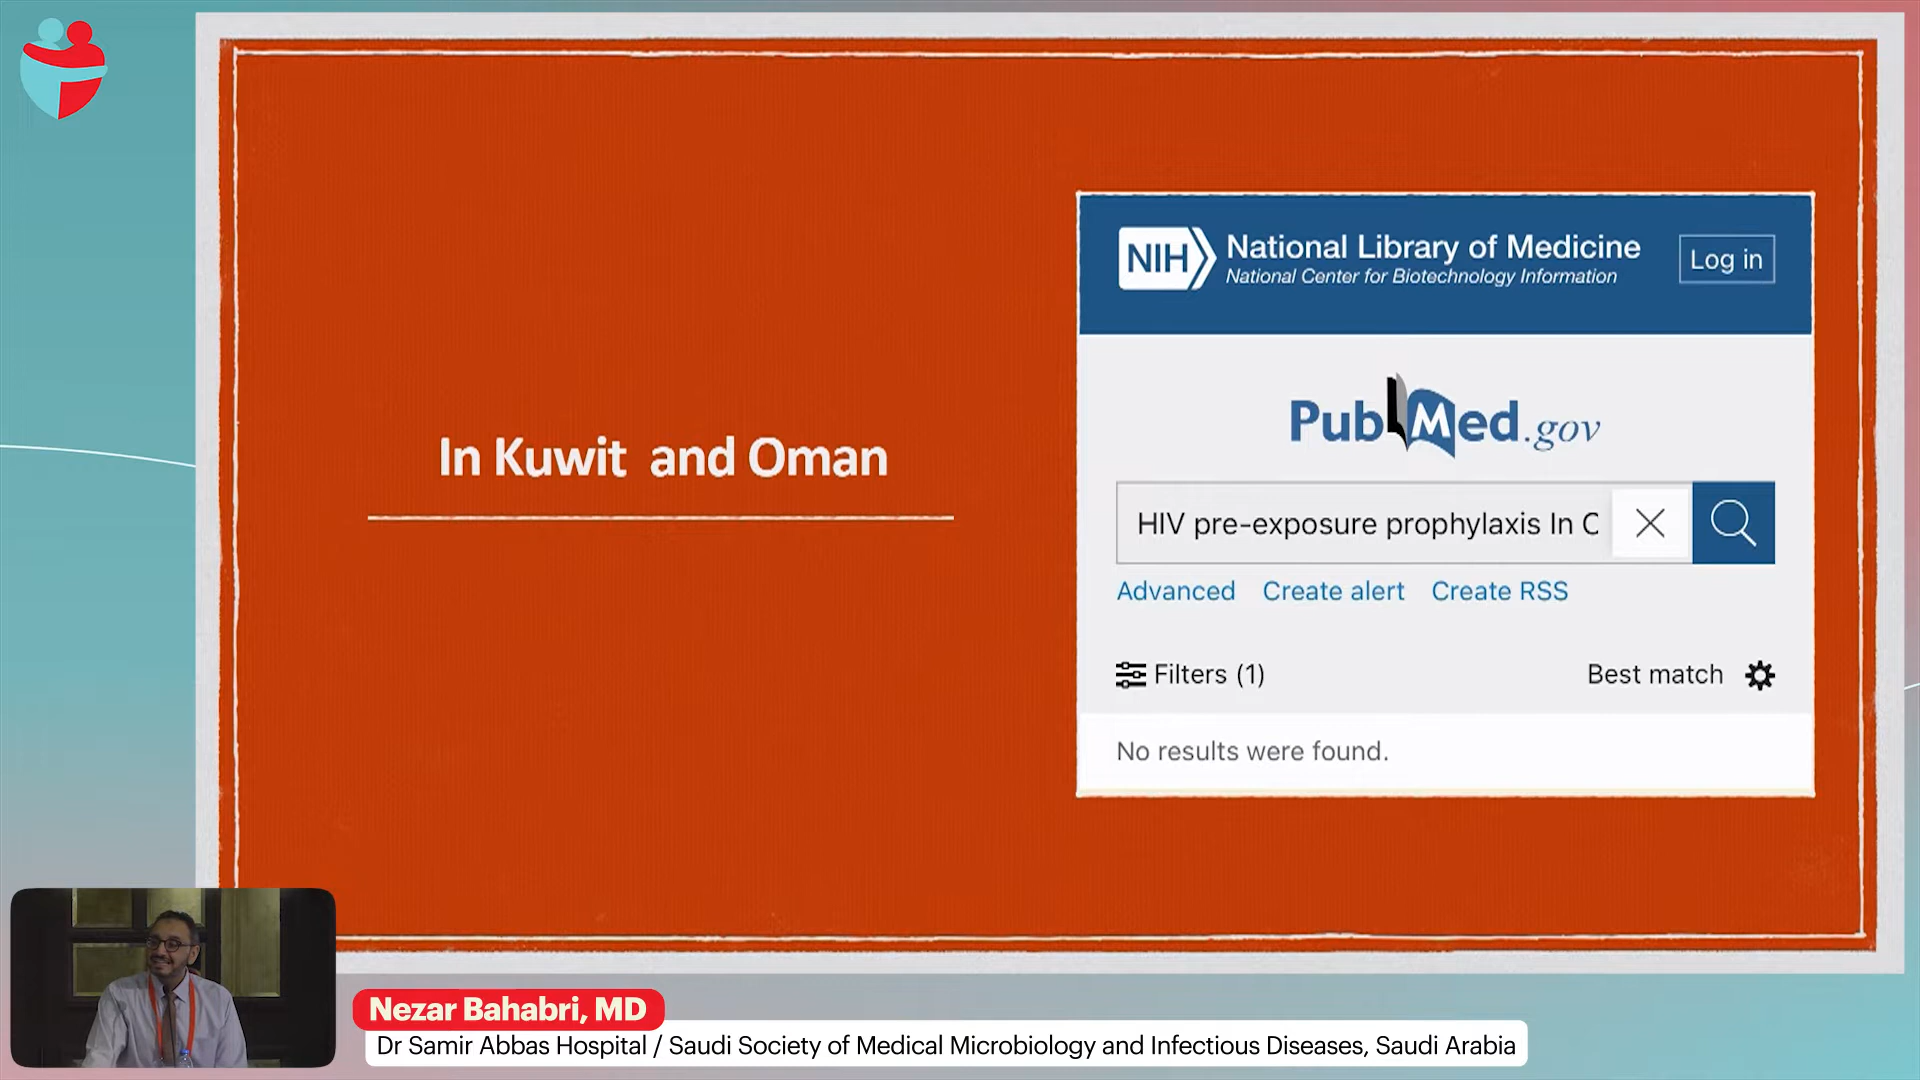 In Kuwit and Oman
NIH National Library of Medicine
National Center for Biotechnology Information
Log in
PubMed.gov
HIV pre-exposure prophylaxis In C
Advanced Create alert Create RSS
Filters (1) Best match
No results were found.
Nezar Bahabri, MD
Dr Samir Abbas Hospital / Saudi Society of Medical Microbiology and Infectious Diseases, Saudi Arabia